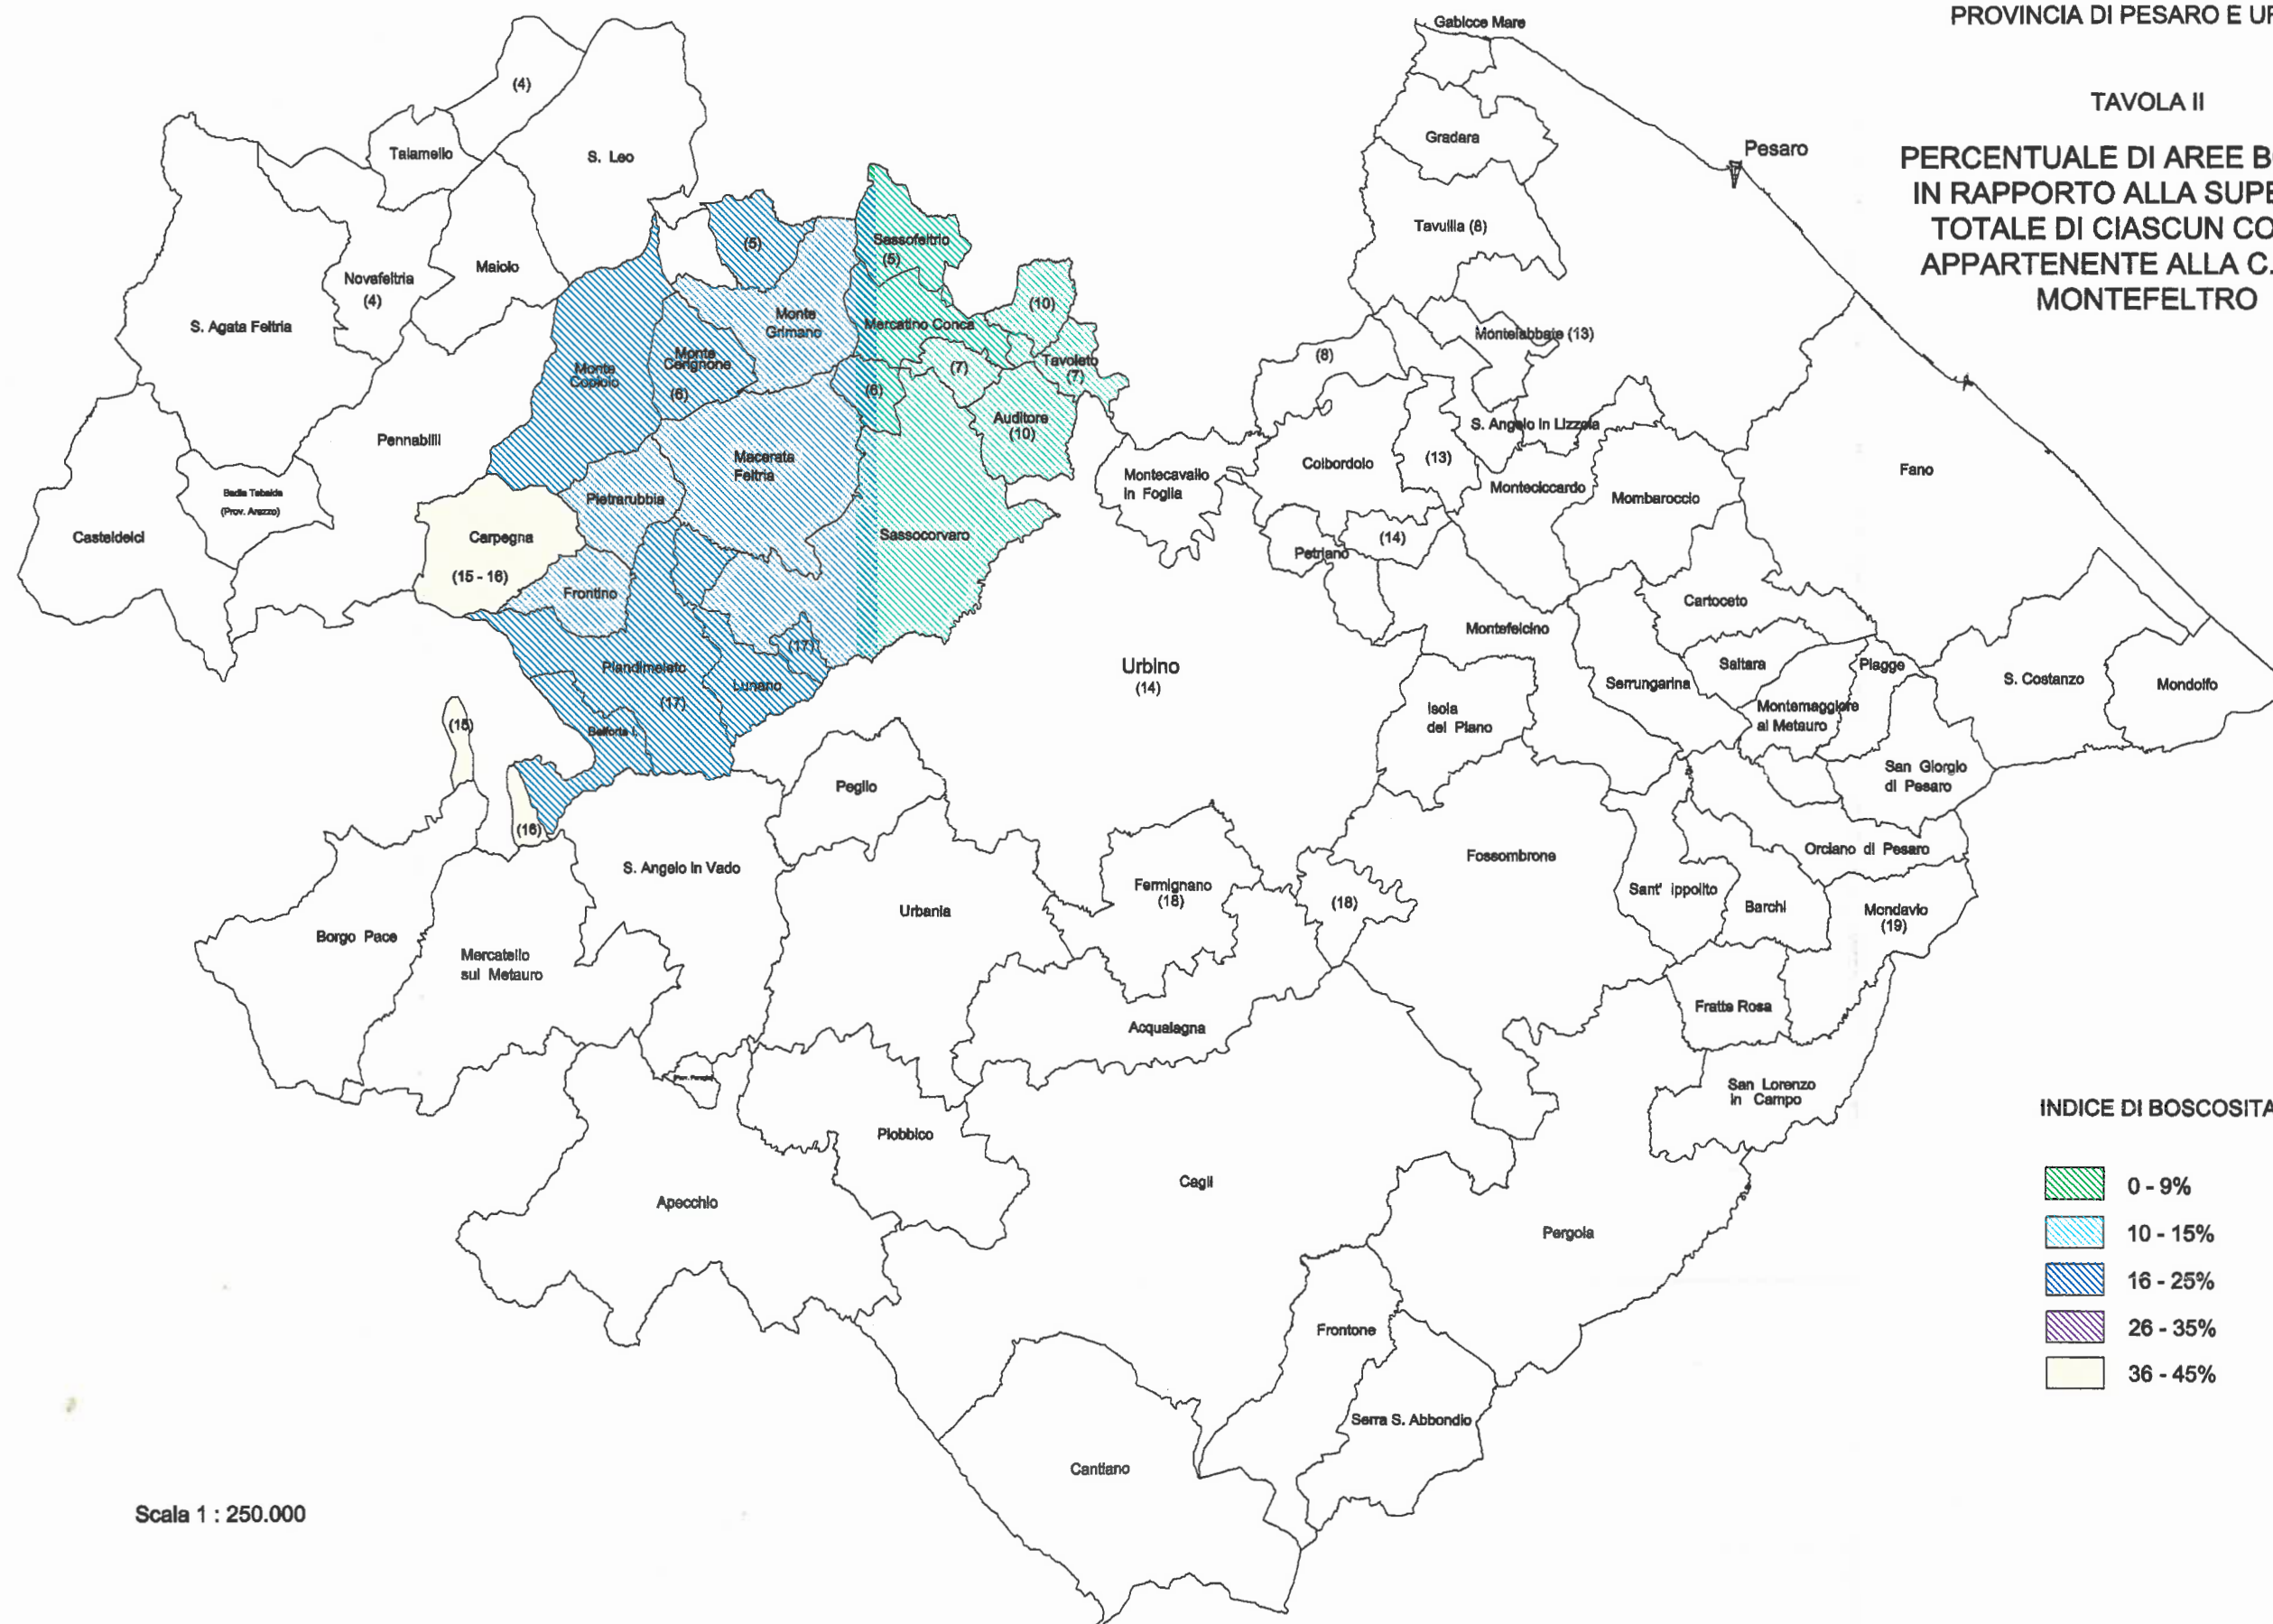 PROVINCIA DI PESARO E UR
TAVOLA II
PERCENTUALE DI AREE BO
IN RAPPORTO ALLA SUPE
TOTALE DI CIASCUN CO
APPARTENENTE ALLA C.
MONTEFELTRO
Gabicce Mare
Pesaro
(4)
Talamello
S. Leo
Gradara
Tavullia (8)
Novafeltria
(4)
Maiolo
S. Agata Feltria
(5)
Sassofeltrio
(5)
Monte
Grimano
Mercatino Conca
(10)
Montelabbate (13)
(8)
Monte
Copiolo
Monte
Cerignone
(6)
(6)
(7)
Tavoleto
(7)
Auditore
(10)
Pennabilli
S. Angelo in Lizzola
Macerata
Feltria
Montecavallo
in Foglia
Colbordolo
(13)
Monteciccardo
Mombaroccio
Fano
Badia Tebalda
(Prov. Arezzo)
Casteldelci
Carpegna
(15 - 16)
Pietrarubbia
Sassocorvaro
Petriano
(14)
Frontino
Cartoceto
Montefelcino
Urbino
(14)
Piandimeleto
(17)
(17)
Lunano
Belforte I.
Serrungarina
Saltara
Piagge
S. Costanzo
Mondolfo
Isola
del Piano
Montemaggiore
al Metauro
(15)
(16)
Peglio
San Giorgio
di Pesaro
S. Angelo in Vado
Fossombrone
Orciano di Pesaro
Fermignano
(18)
(18)
Sant' ippolito
Barchi
Mondavio
(19)
Urbania
Borgo Pace
Mercatello
sul Metauro
Fratte Rosa
Acqualagna
San Lorenzo
in Campo
Piobbico
Apecchio
Cagli
Pergola
Frontone
Serra S. Abbondio
Cantiano
INDICE DI BOSCOSITA
0 - 9%
10 - 15%
16 - 25%
26 - 35%
36 - 45%
Scala 1 : 250.000